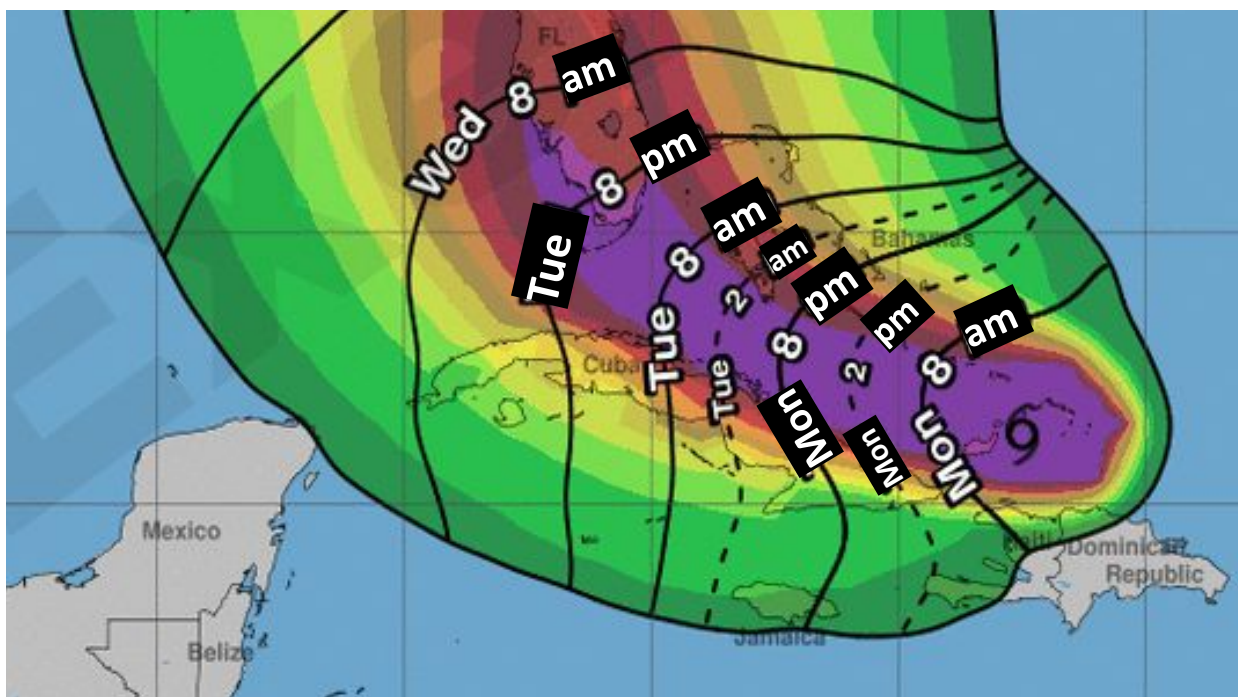 FL
Wed 8 am
Tue 8 pm
Tue 8 am
Tue 2 am
Mon 8 pm
Mon 2 pm
Mon 8 am
Bahamas
Cuba
Mexico
Belize
Jamaica
Haiti
Dominican
Republic